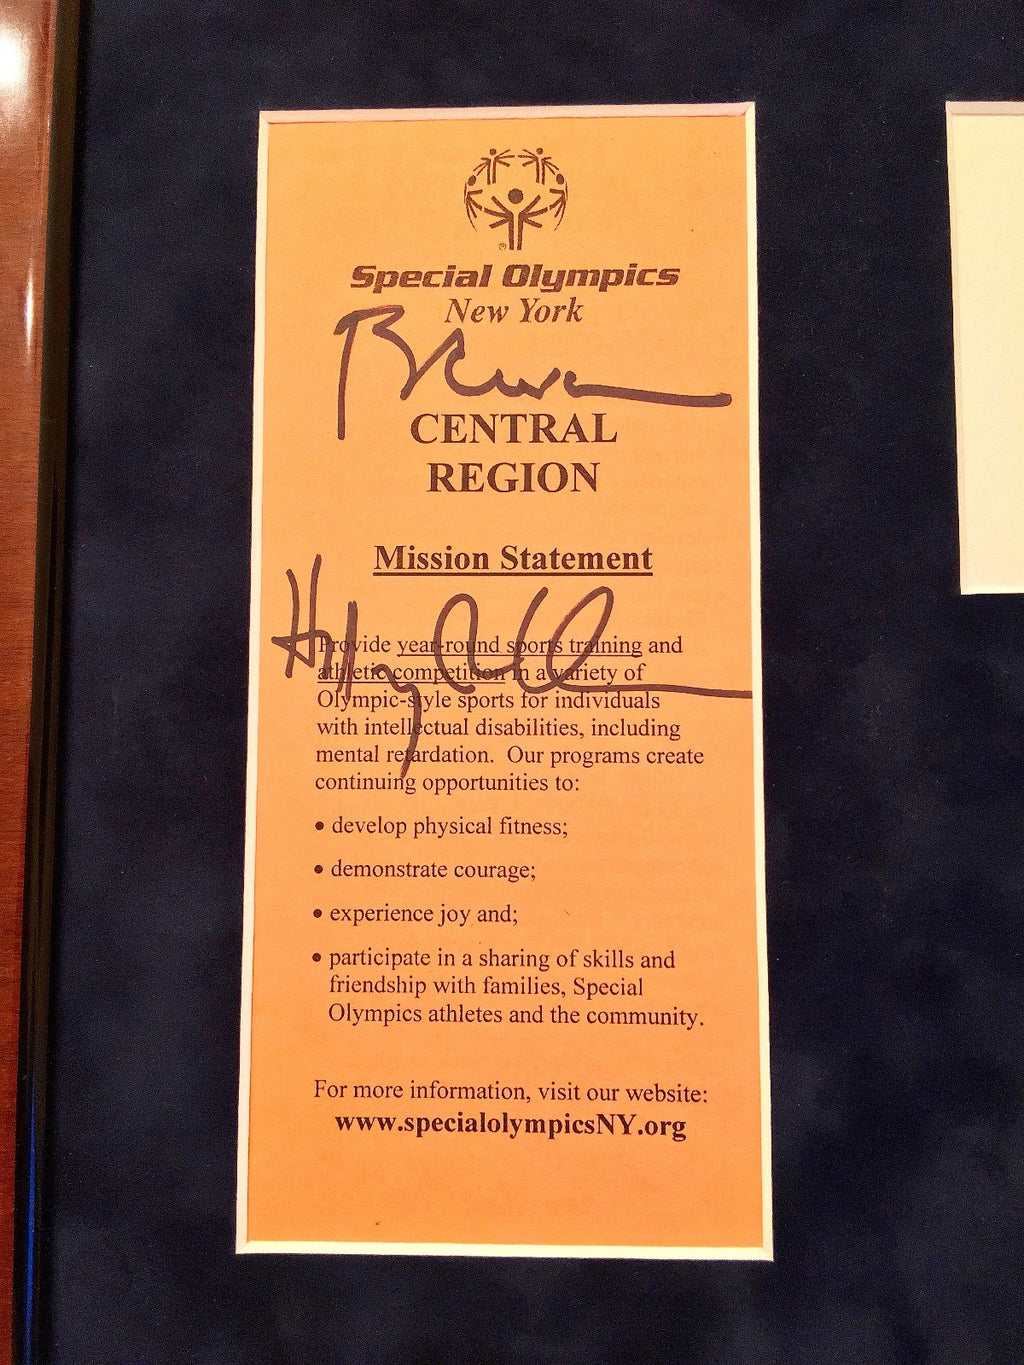 Special Olympics
New York
CENTRAL
REGION
Mission Statement
Provide year-round sports training and
athletic competition in a variety of
Olympic-style sports for individuals
with intellectual disabilities, including
mental retardation. Our programs create
continuing opportunities to:
• develop physical fitness;
• demonstrate courage;
• experience joy and;
• participate in a sharing of skills and
friendship with families, Special
Olympics athletes and the community.
For more information, visit our website:
www.specialolympicsNY.org